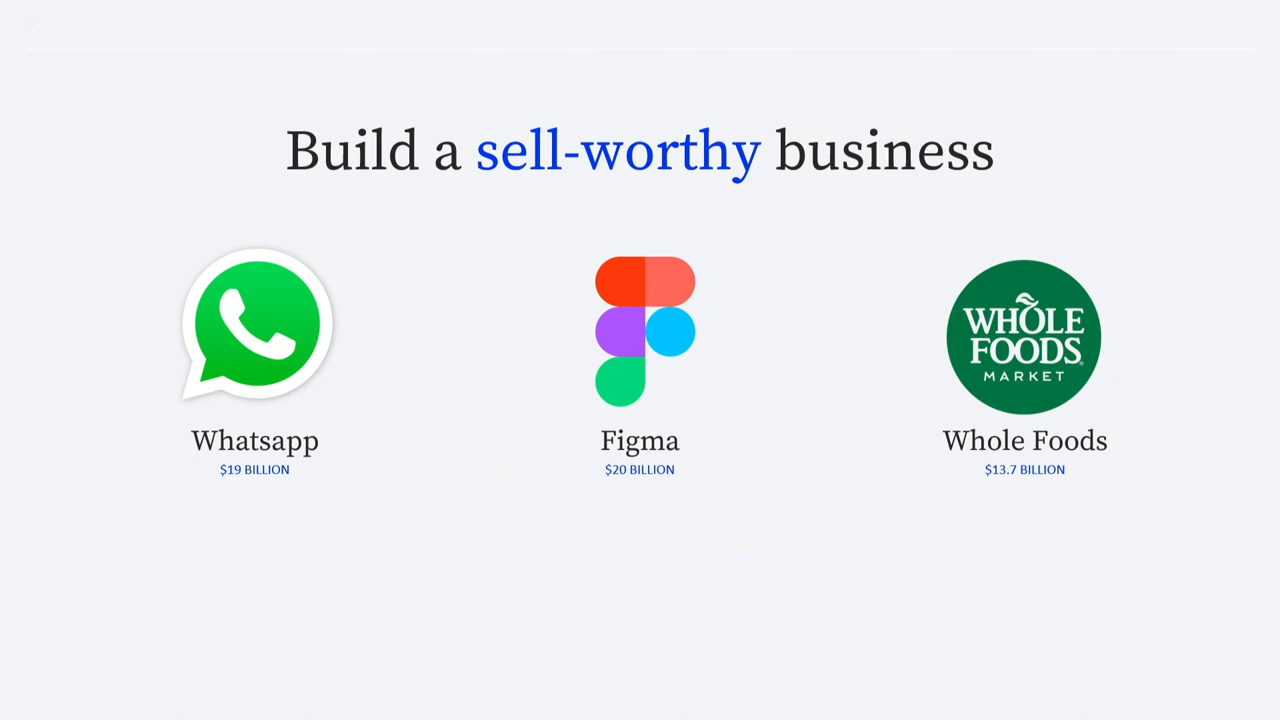 Build a sell-worthy business
WHOLE
FOODS
MARKET
Whatsapp
Figma
Whole Foods
$19 BILLION
$20 BILLION
$13.7 BILLION